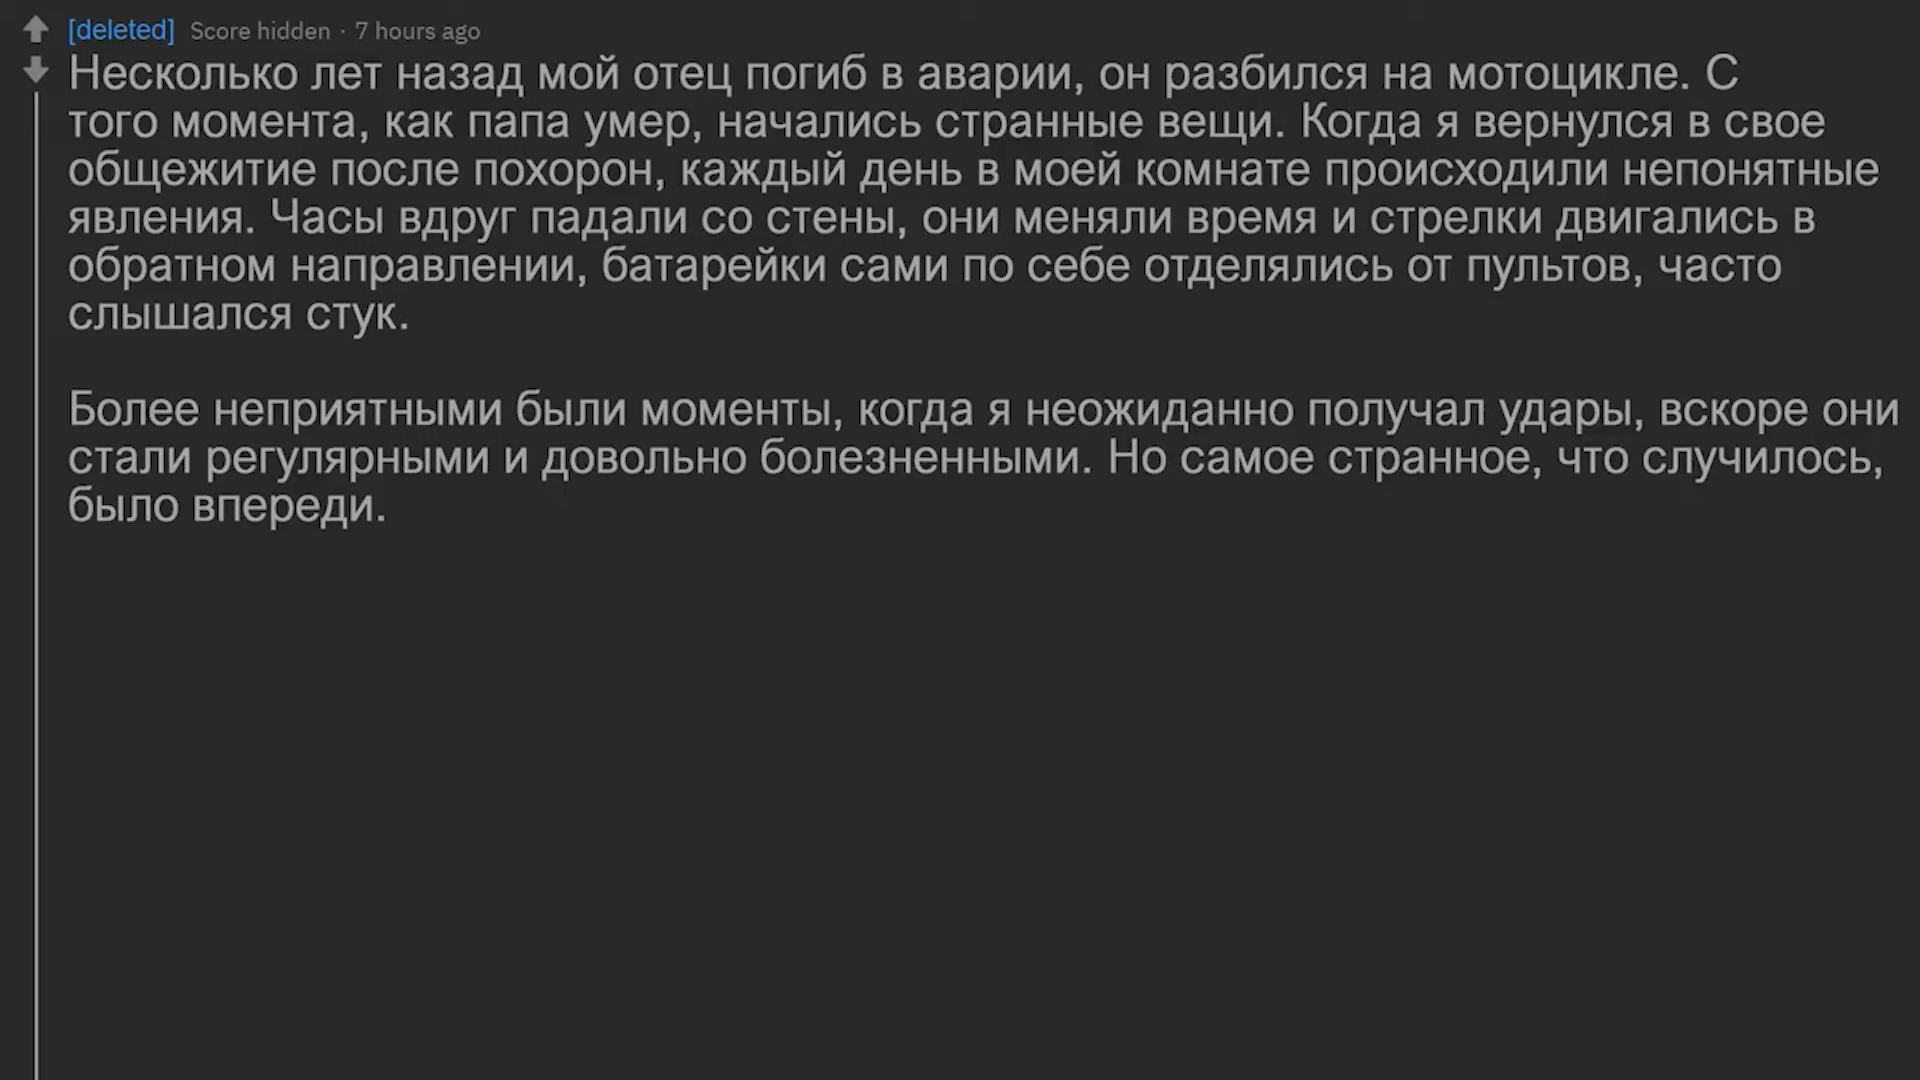 [deleted] Score hidden · 7 hours ago
Несколько лет назад мой отец погиб в аварии, он разбился на мотоцикле. С
того момента, как папа умер, начались странные вещи. Когда я вернулся в свое
общежитие после похорон, каждый день в моей комнате происходили непонятные
явления. Часы вдруг падали со стены, они меняли время и стрелки двигались в
обратном направлении, батарейки сами по себе отделялись от пультов, часто
слышался стук.
Более неприятными были моменты, когда я неожиданно получал удары, вскоре они
стали регулярными и довольно болезненными. Но самое странное, что случилось,
было впереди.